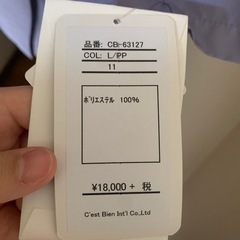 品番: CB-63127
COL: L/PP
11
ポリエステル 100%
¥18,000+ 税
C'est Bien Int'l Co.,Ltd